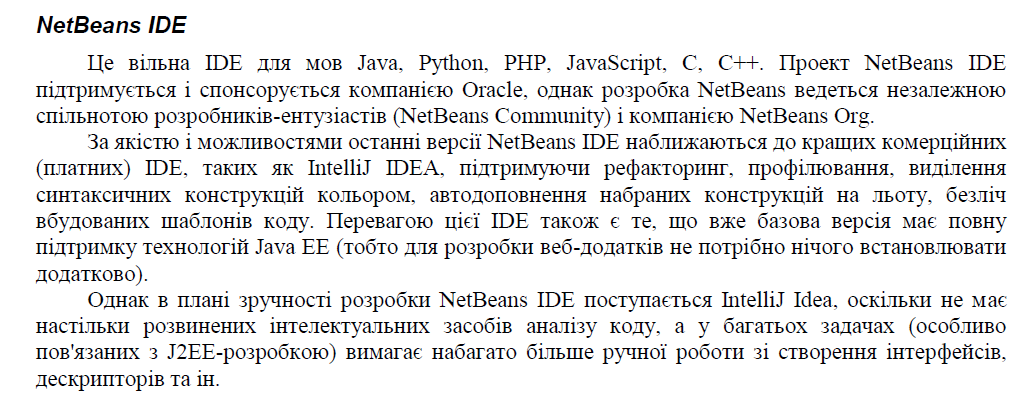 NetBeans IDE
Це вільна IDE для мов Java, Python, PHP, JavaScript, C, C++. Проект NetBeans IDE
підтримується і спонсорується компанією Oracle, однак розробка NetBeans ведеться незалежною
спільнотою розробників-ентузіастів (NetBeans Community) і компанією NetBeans Org.
За якістю і можливостями останні версії NetBeans IDE наближаються до кращих комерційних
(платних) IDE, таких як IntelliJ IDEA, підтримуючи рефакторинг, профілювання, виділення
синтаксичних конструкцій кольором, автодоповнення набраних конструкцій на льоту, безліч
вбудованих шаблонів коду. Перевагою цієї IDE також є те, що вже базова версія має повну
підтримку технологій Java EE (тобто для розробки веб-додатків не потрібно нічого встановлювати
додатково).
Однак в плані зручності розробки NetBeans IDE поступається IntelliJ Idea, оскільки не має
настільки розвинених інтелектуальних засобів аналізу коду, а у багатьох задачах (особливо
пов'язаних з J2EE-розробкою) вимагає набагато більше ручної роботи зі створення інтерфейсів,
дескрипторів та ін.